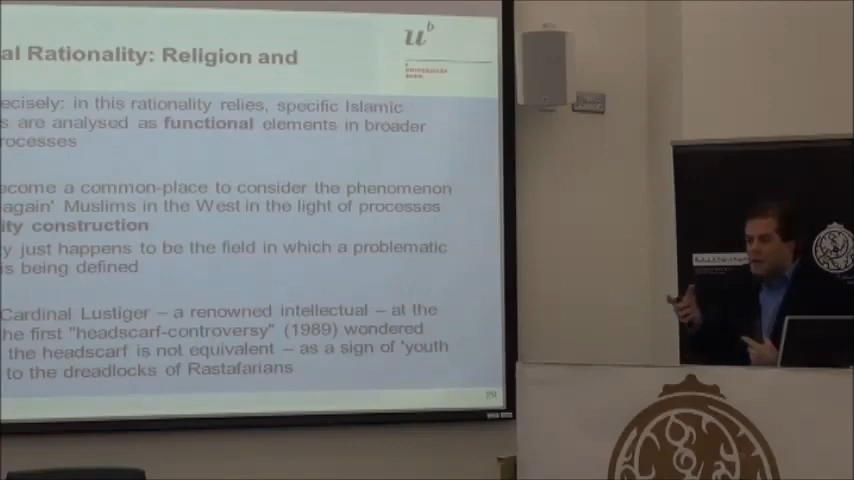 al Rationality: Religion and
u^b
UNIVERSITÄT
BERN
ecisely: in this rationality relies, specific Islamic
s are analysed as functional elements in broader
rocesses
ecome a common-place to consider the phenomenon
again' Muslims in the West in the light of processes
ity construction
y just happens to be the field in which a problematic
is being defined
Cardinal Lustiger – a renowned intellectual – at the
he first "headscarf-controversy" (1989) wondered
the headscarf is not equivalent – as a sign of 'youth
to the dreadlocks of Rastafarians